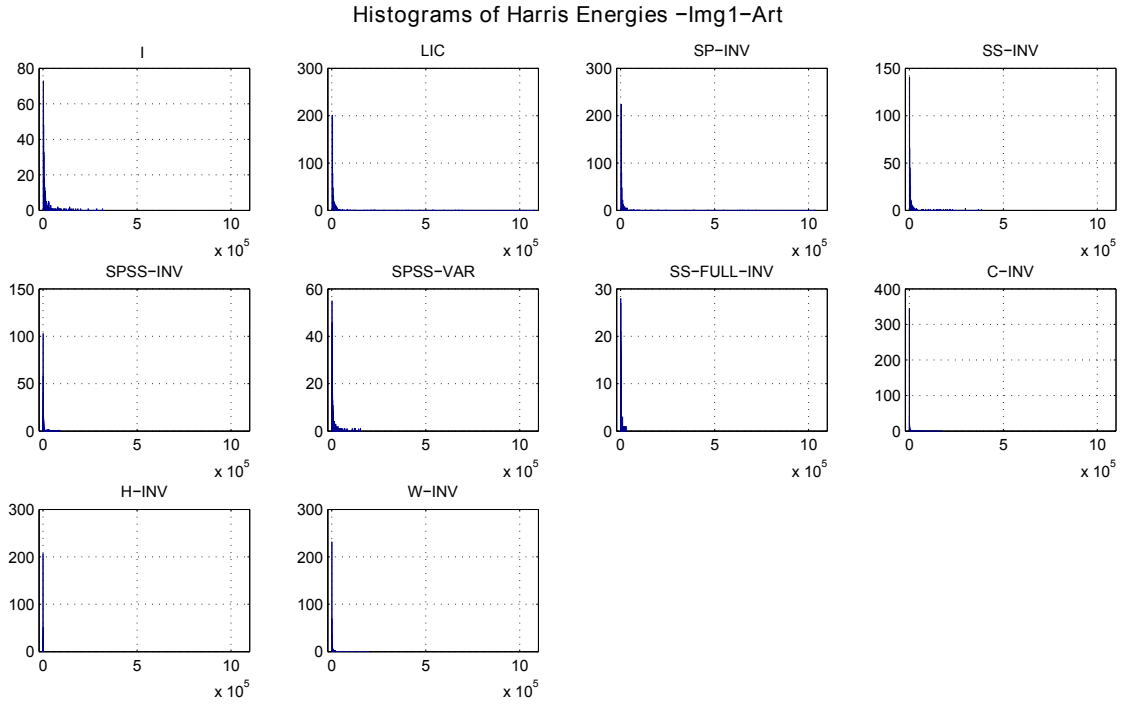 Histograms of Harris Energies −Img1−Art
I
80
60
40
20
0
0 5 10
x 10^5
LIC
300
200
100
0
0 5 10
x 10^5
SP−INV
300
200
100
0
0 5 10
x 10^5
SS−INV
150
100
50
0
0 5 10
x 10^5
SPSS−INV
150
100
50
0
0 5 10
x 10^5
SPSS−VAR
60
40
20
0
0 5 10
x 10^5
SS−FULL−INV
30
20
10
0
0 5 10
x 10^5
C−INV
400
300
200
100
0
0 5 10
x 10^5
H−INV
300
200
100
0
0 5 10
x 10^5
W−INV
300
200
100
0
0 5 10
x 10^5